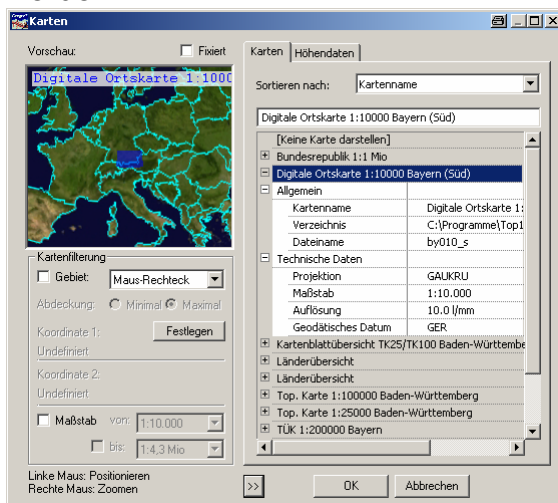 Karten
Vorschau:
Fixiert
Digitale Ortskarte 1:1000
Kartenfilterung
Gebiet:
Maus-Rechteck
Abdeckung:
Minimal
Maximal
Koordinate 1:
Festlegen
Undefiniert
Koordinate 2:
Undefiniert
Maßstab
von:
1:10.000
bis:
1:4,3 Mio
Linke Maus: Positionieren
Rechte Maus: Zoomen
Karten
Höhendaten
Sortieren nach:
Kartenname
Digitale Ortskarte 1:10000 Bayern (Süd)
[Keine Karte darstellen]
Bundesrepublik 1:1 Mio
Digitale Ortskarte 1:10000 Bayern (Süd)
Allgemein
Kartenname Digitale Ortskarte 1:
Verzeichnis C:\Programme\Top1
Dateiname by010_s
Technische Daten
Projektion GAUKRU
Maßstab 1:10.000
Auflösung 10.0 l/mm
Geodätisches Datum GER
Kartenblattübersicht TK25/TK100 Baden-Württembe
Länderübersicht
Länderübersicht
Top. Karte 1:100000 Baden-Württemberg
Top. Karte 1:25000 Baden-Württemberg
TÜK 1:200000 Bayern
>>
OK
Abbrechen